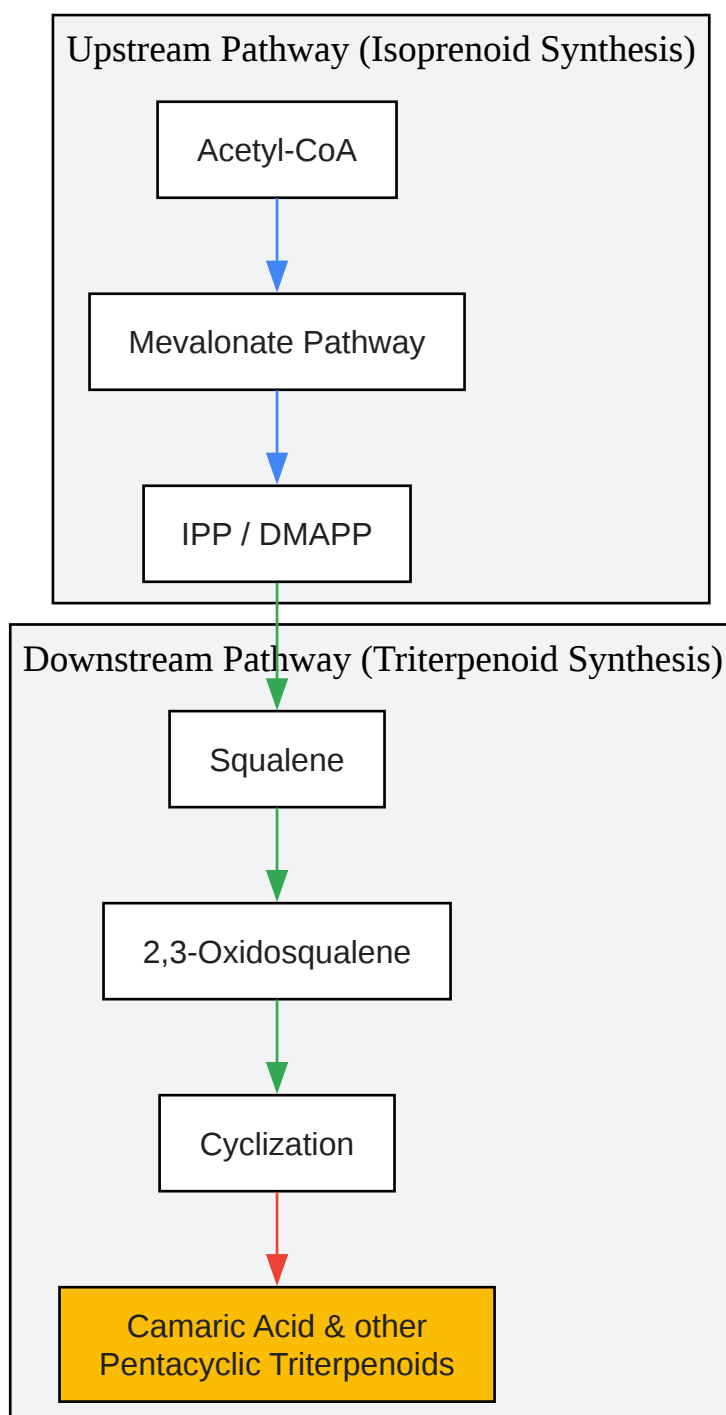 Upstream Pathway (Isoprenoid Synthesis)
Acetyl-CoA
Mevalonate Pathway
IPP / DMAPP
Downstream Pathway (Triterpenoid Synthesis)
Squalene
2,3-Oxidosqualene
Cyclization
Camaric Acid & other
Pentacyclic Triterpenoids